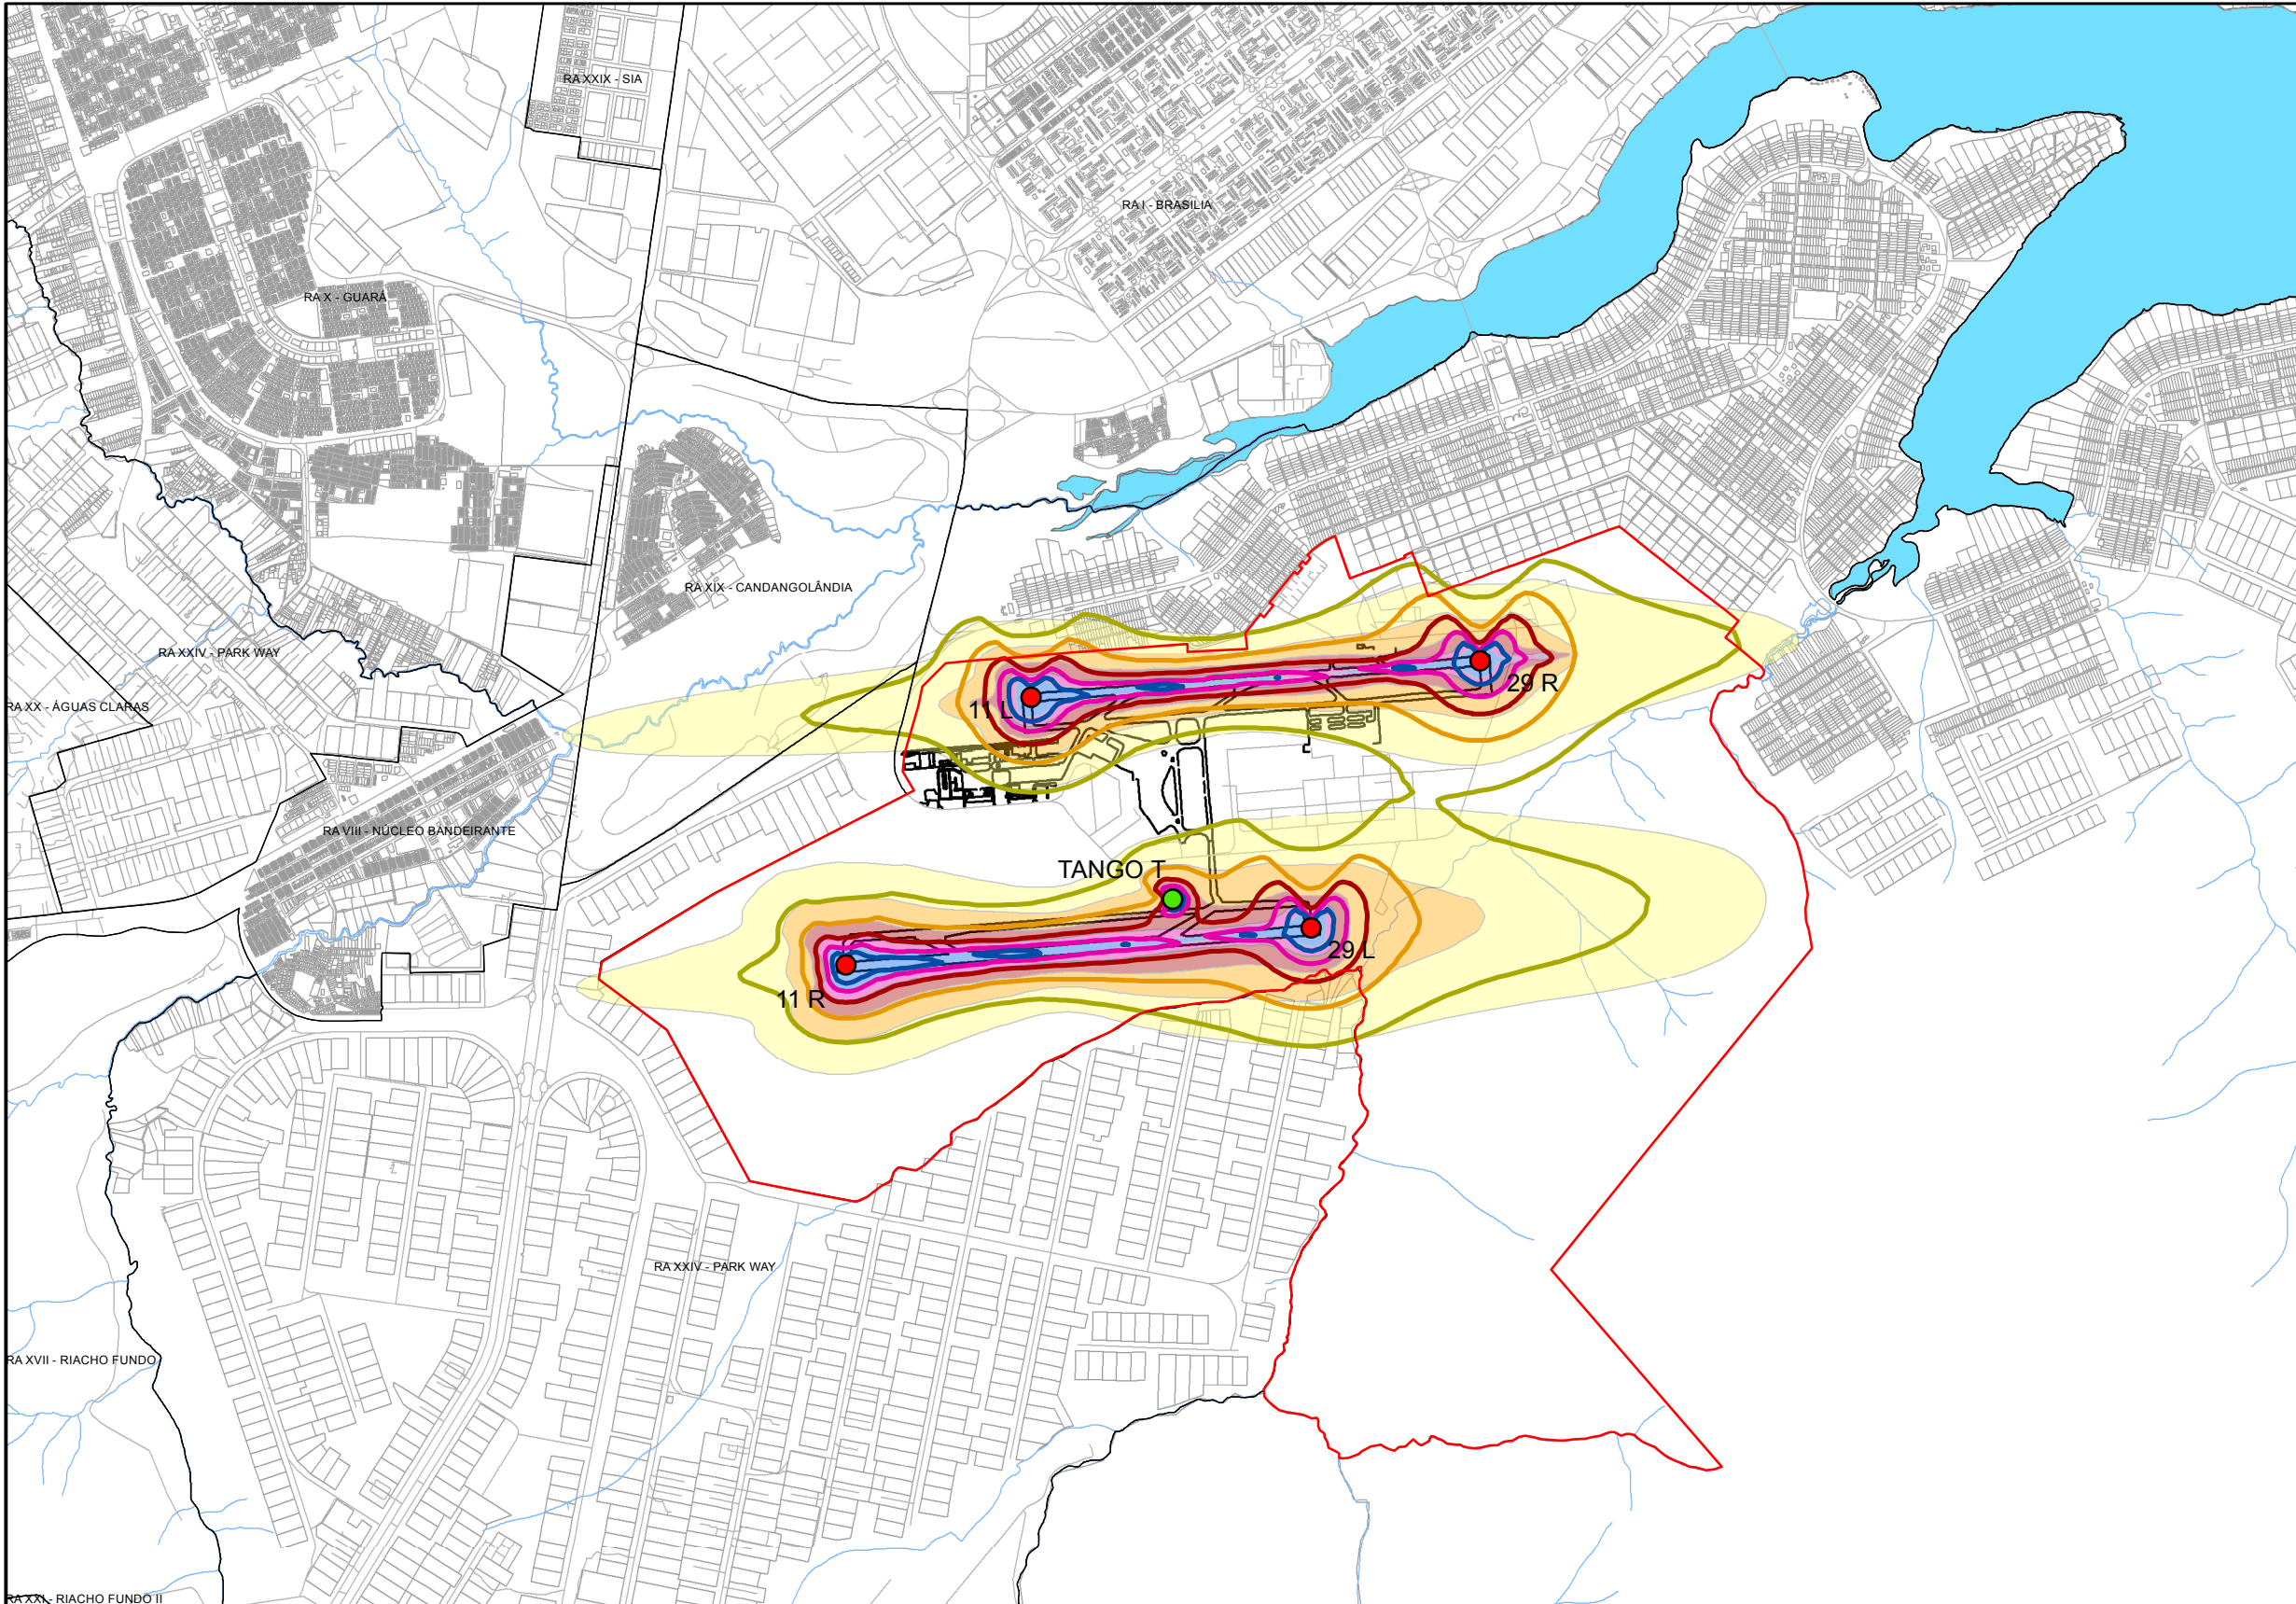 RA XXIX - SIA
RA I - BRASILIA
RA X - GUARÁ
RA XIX - CANDANGOLÂNDIA
RA XXIV - PARK WAY
29 R
11 L
RA XX - ÁGUAS CLARAS
RA VIII - NÚCLEO BANDEIRANTE
TANGO T
29 L
11 R
RA XXIV - PARK WAY
RA XVII - RIACHO FUNDO
RA XXI - RIACHO FUNDO II